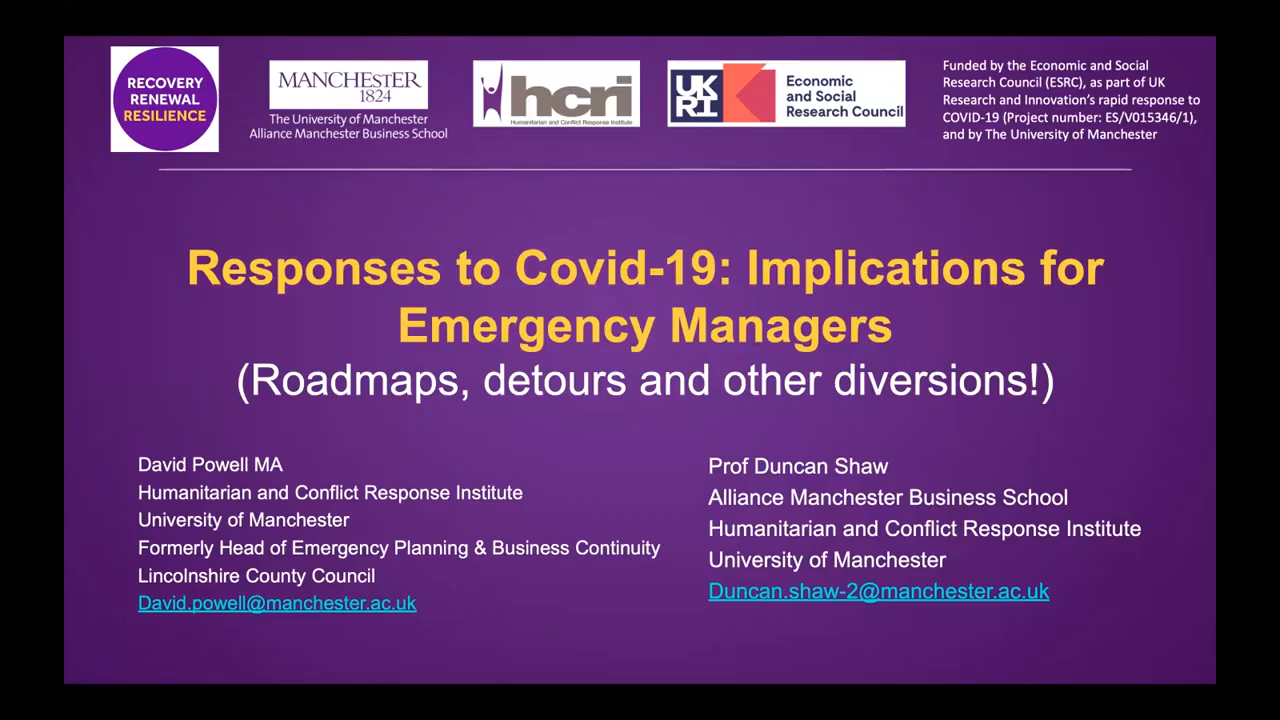 RECOVERY
RENEWAL
RESILIENCE
MANCHESTER
1824
The University of Manchester
Alliance Manchester Business School
hcri
Humanitarian and Conflict Response Institute
UK
RI
Economic
and Social
Research Council
Funded by the Economic and Social
Research Council (ESRC), as part of UK
Research and Innovation's rapid response to
COVID-19 (Project number: ES/V015346/1),
and by The University of Manchester
Responses to Covid-19: Implications for
Emergency Managers
(Roadmaps, detours and other diversions!)
David Powell MA
Humanitarian and Conflict Response Institute
University of Manchester
Formerly Head of Emergency Planning & Business Continuity
Lincolnshire County Council
David.powell@manchester.ac.uk
Prof Duncan Shaw
Alliance Manchester Business School
Humanitarian and Conflict Response Institute
University of Manchester
Duncan.shaw-2@manchester.ac.uk